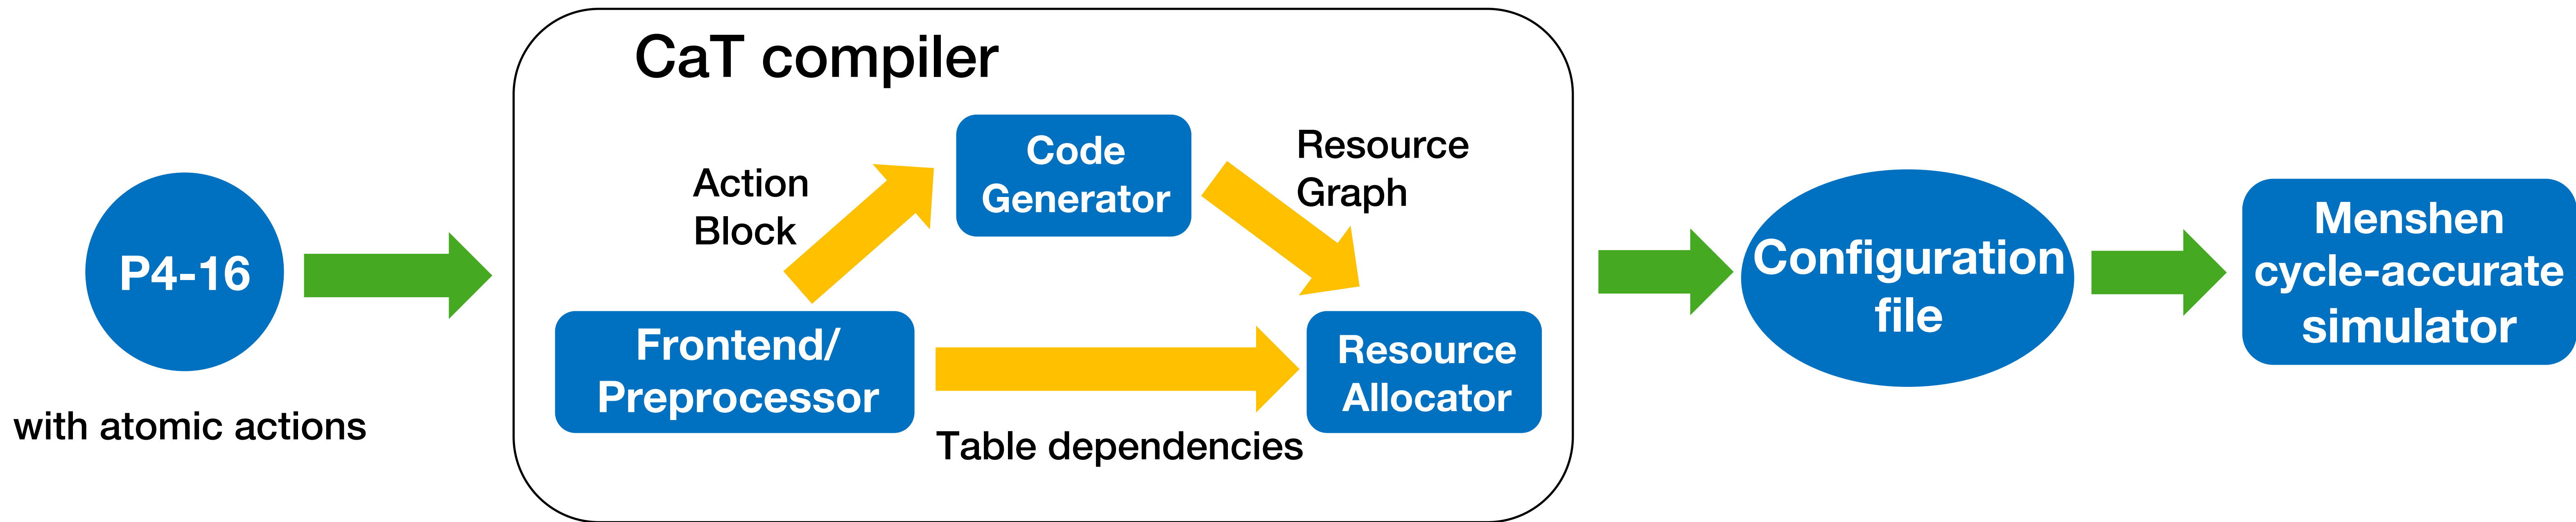 CaT compiler
P4-16
with atomic actions
Action
Block
Code
Generator
Resource
Graph
Frontend/
Preprocessor
Table dependencies
Resource
Allocator
Configuration
file
Menshen
cycle-accurate
simulator